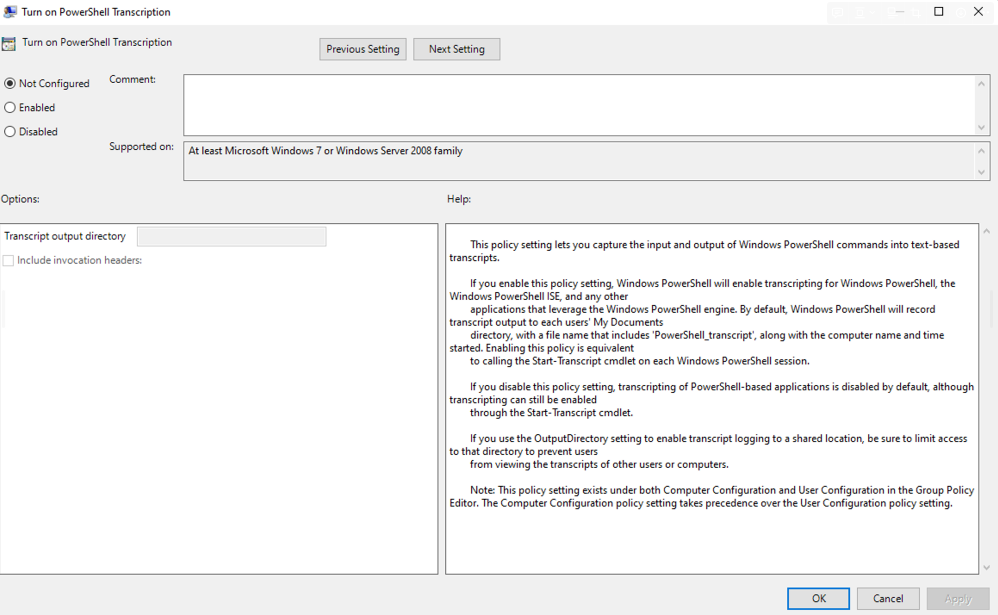 Turn on PowerShell Transcription
Turn on PowerShell Transcription
Previous Setting
Next Setting
Not Configured
Enabled
Disabled
Comment:
Supported on:
At least Microsoft Windows 7 or Windows Server 2008 family
Options:
Help:
Transcript output directory
Include invocation headers:
This policy setting lets you capture the input and output of Windows PowerShell commands into text-based
transcripts.
If you enable this policy setting, Windows PowerShell will enable transcripting for Windows PowerShell, the
Windows PowerShell ISE, and any other
applications that leverage the Windows PowerShell engine. By default, Windows PowerShell will record
transcript output to each users' My Documents
directory, with a file name that includes 'PowerShell_transcript', along with the computer name and time
started. Enabling this policy is equivalent
to calling the Start-Transcript cmdlet on each Windows PowerShell session.
If you disable this policy setting, transcripting of PowerShell-based applications is disabled by default, although
transcripting can still be enabled
through the Start-Transcript cmdlet.
If you use the OutputDirectory setting to enable transcript logging to a shared location, be sure to limit access
to that directory to prevent users
from viewing the transcripts of other users or computers.
Note: This policy setting exists under both Computer Configuration and User Configuration in the Group Policy
Editor. The Computer Configuration policy setting takes precedence over the User Configuration policy setting.
OK
Cancel
Apply